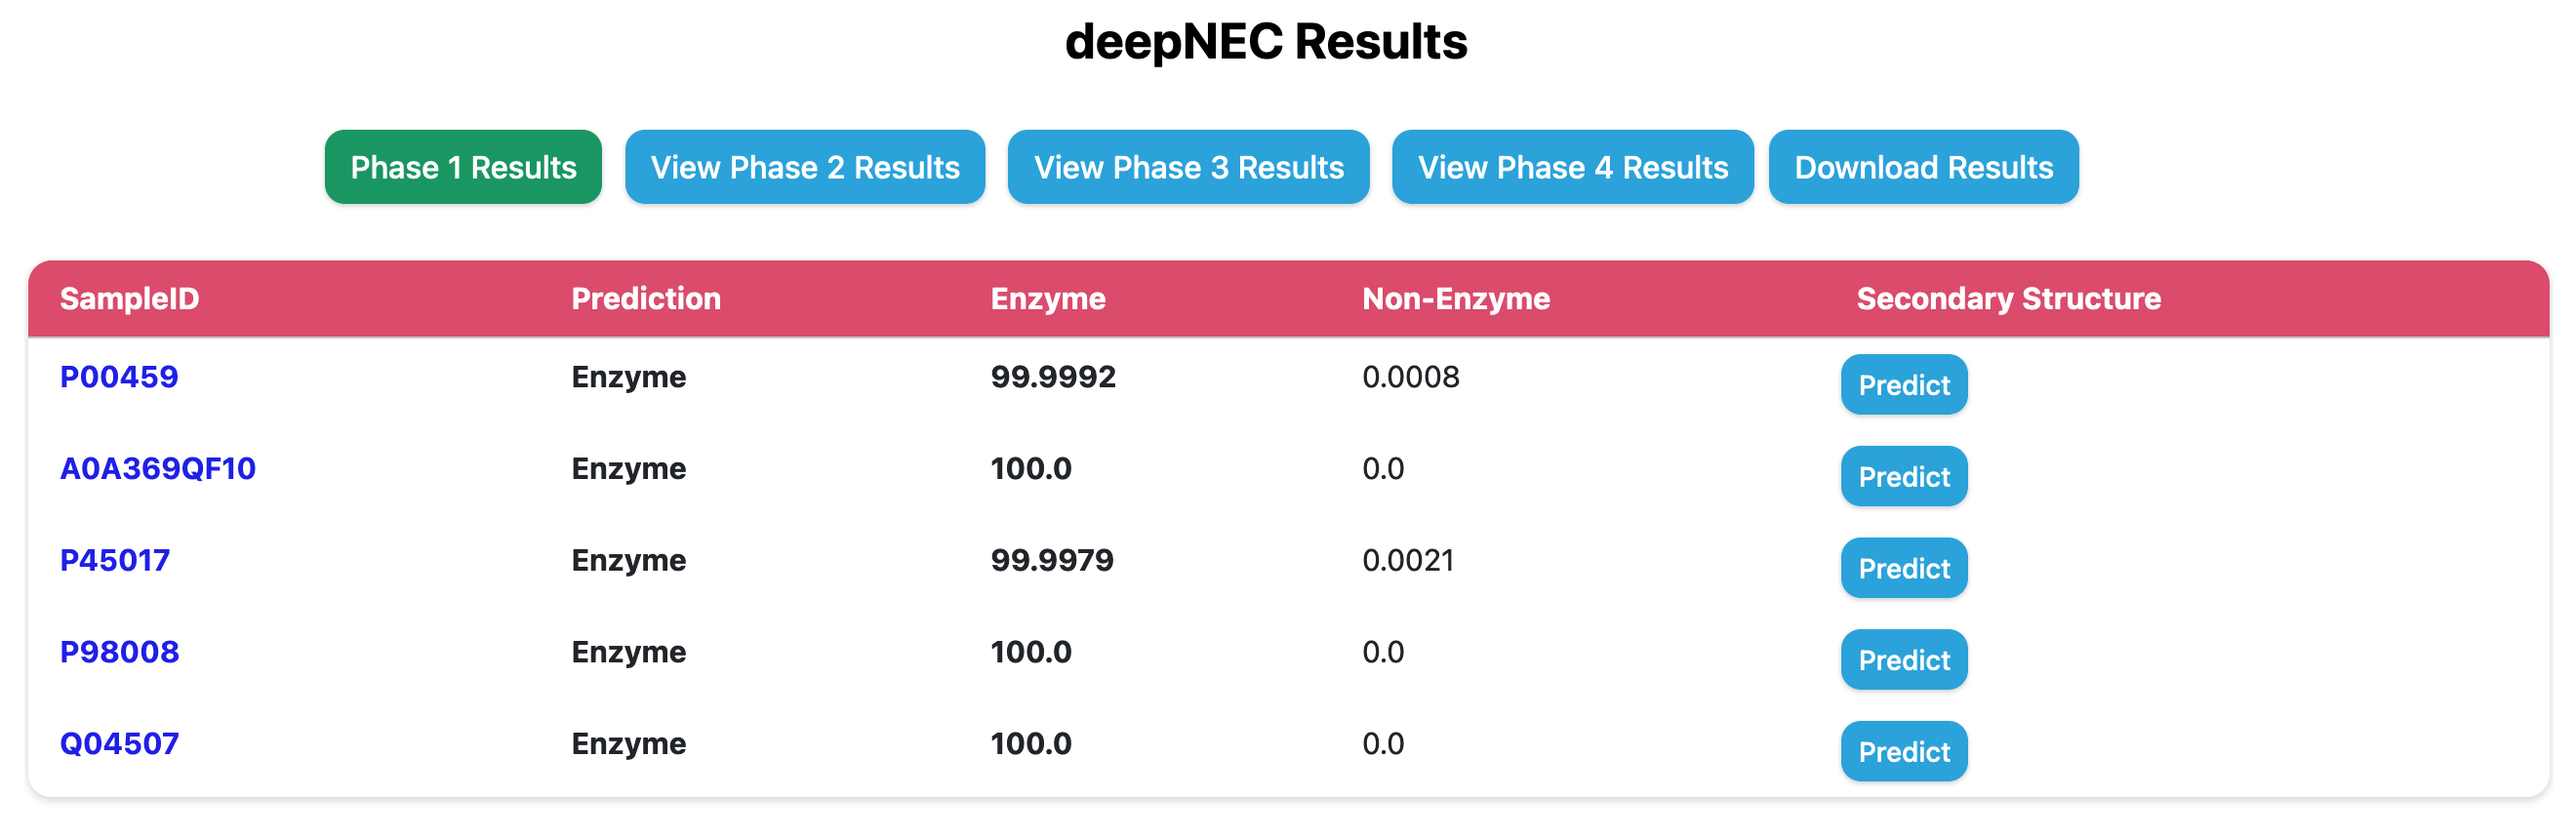 deepNEC Results
Phase 1 Results View Phase 2 Results View Phase 3 Results View Phase 4 Results Download Results
SampleID Prediction Enzyme Non-Enzyme Secondary Structure
P00459 Enzyme 99.9992 0.0008 Predict
A0A369QF10 Enzyme 100.0 0.0 Predict
P45017 Enzyme 99.9979 0.0021 Predict
P98008 Enzyme 100.0 0.0 Predict
Q04507 Enzyme 100.0 0.0 Predict